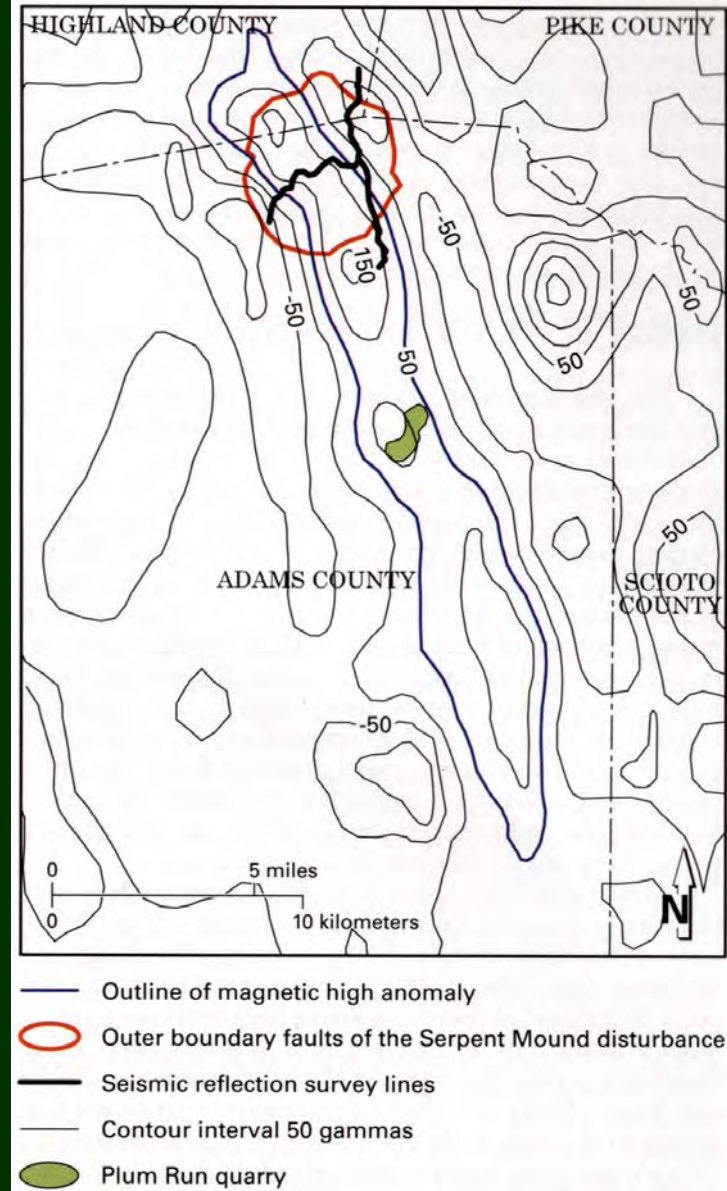 HIGHLAND COUNTY
PIKE COUNTY
-50
-50
150
-50
50
50
50
ADAMS COUNTY
SCIOTO
COUNTY
-50
0 5 miles
0 10 kilometers
N
Outline of magnetic high anomaly
Outer boundary faults of the Serpent Mound disturbance
Seismic reflection survey lines
Contour interval 50 gammas
Plum Run quarry